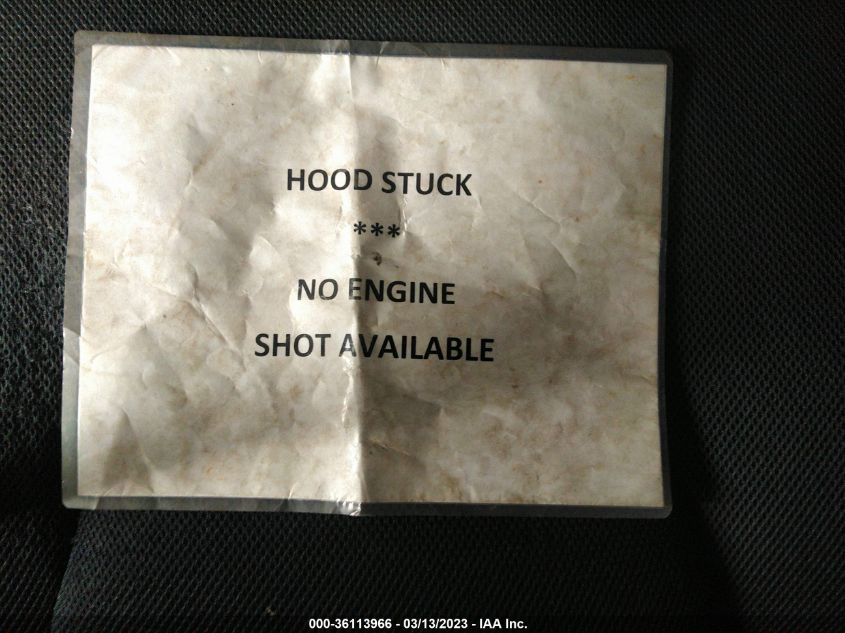 HOOD STUCK
***
NO ENGINE
SHOT AVAILABLE
000-36113966 - 03/13/2023 - IAA Inc.